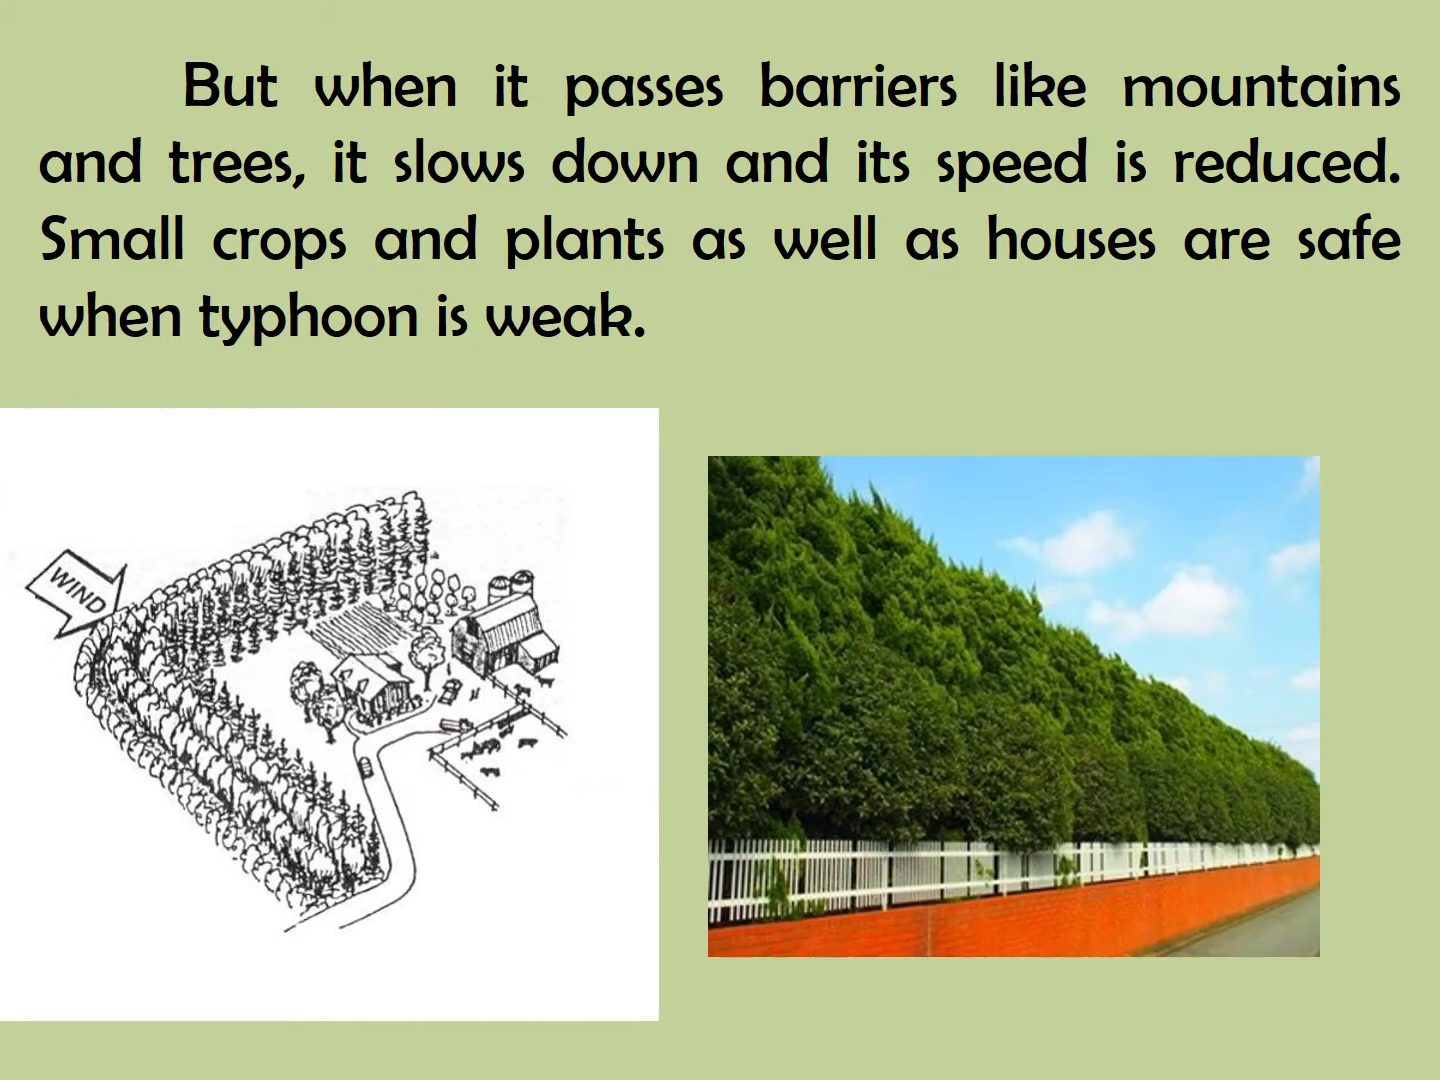 But when it passes barriers like mountains
and trees, it slows down and its speed is reduced.
Small crops and plants as well as houses are safe
when typhoon is weak.
WIND